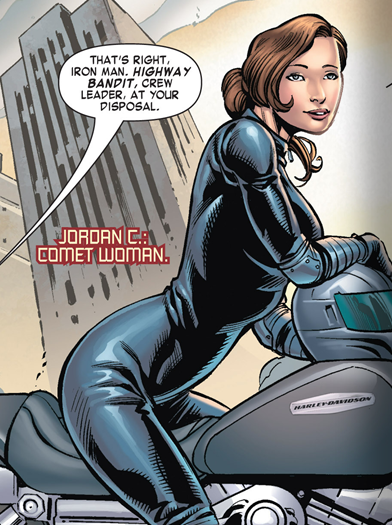 THAT'S RIGHT,
IRON MAN. HIGHWAY
BANDIT, CREW
LEADER, AT YOUR
DISPOSAL.
JORDAN C.:
COMET WOMAN.
HARLEY-DAVIDSON